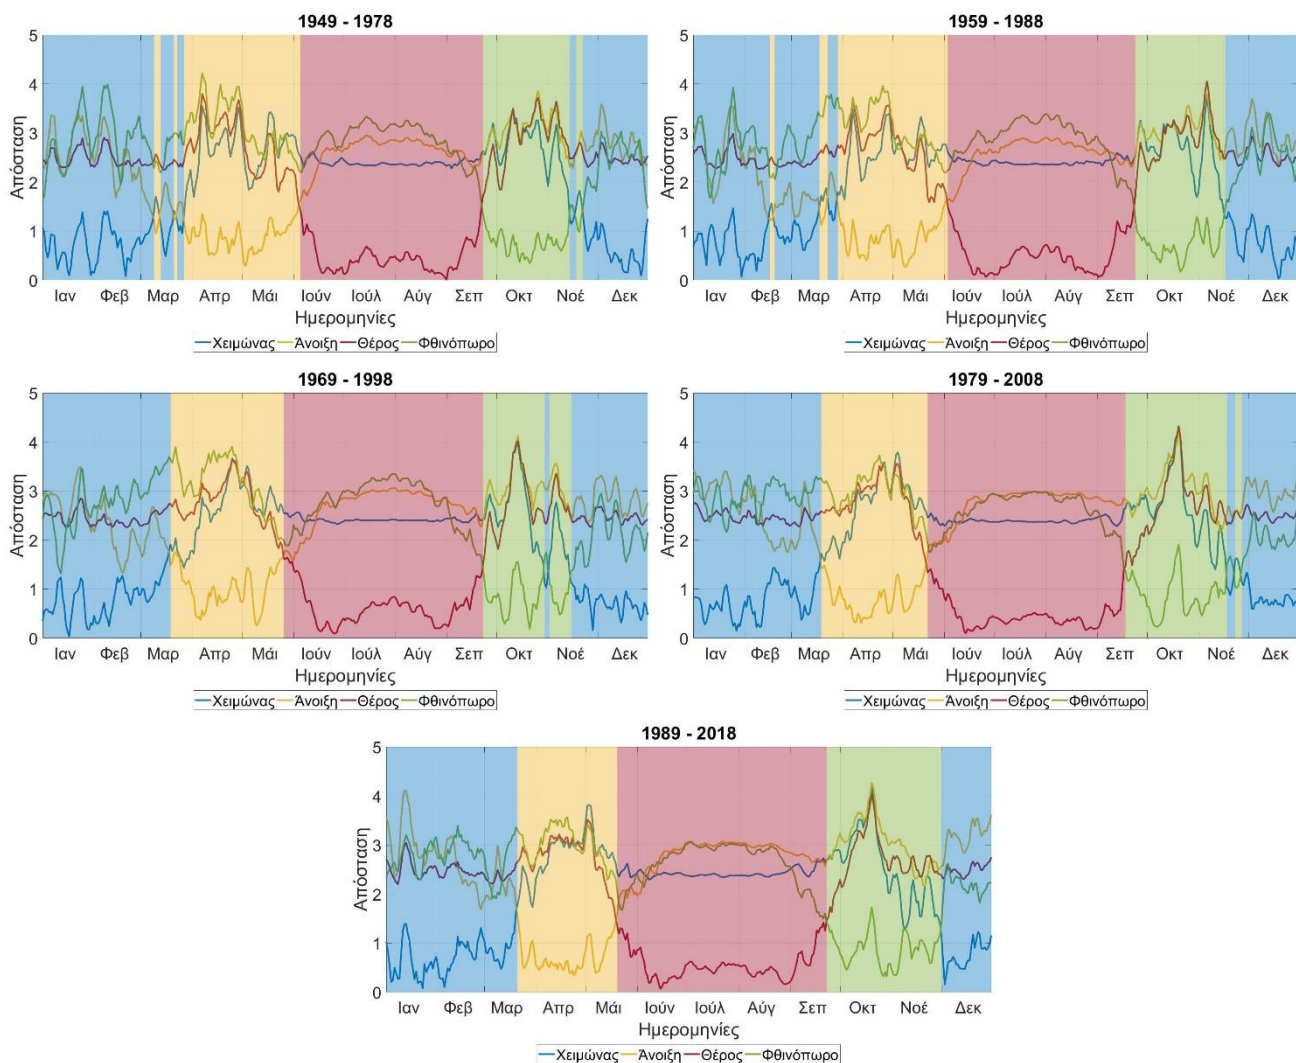 1949 - 1978
5
4
3
2
1
0
Απόσταση
Ιαν Φεβ Μαρ Απρ Μάι Ιούν Ιούλ Αύγ Σεπ Οκτ Νοέ Δεκ
Ημερομηνίες
Χειμώνας Άνοιξη Θέρος Φθινόπωρο
1959 - 1988
5
4
3
2
1
0
Απόσταση
Ιαν Φεβ Μαρ Απρ Μάι Ιούν Ιούλ Αύγ Σεπ Οκτ Νοέ Δεκ
Ημερομηνίες
Χειμώνας Άνοιξη Θέρος Φθινόπωρο
1969 - 1998
5
4
3
2
1
0
Απόσταση
Ιαν Φεβ Μαρ Απρ Μάι Ιούν Ιούλ Αύγ Σεπ Οκτ Νοέ Δεκ
Ημερομηνίες
Χειμώνας Άνοιξη Θέρος Φθινόπωρο
1979 - 2008
5
4
3
2
1
0
Απόσταση
Ιαν Φεβ Μαρ Απρ Μάι Ιούν Ιούλ Αύγ Σεπ Οκτ Νοέ Δεκ
Ημερομηνίες
Χειμώνας Άνοιξη Θέρος Φθινόπωρο
1989 - 2018
5
4
3
2
1
0
Απόσταση
Ιαν Φεβ Μαρ Απρ Μάι Ιούν Ιούλ Αύγ Σεπ Οκτ Νοέ Δεκ
Ημερομηνίες
Χειμώνας Άνοιξη Θέρος Φθινόπωρο